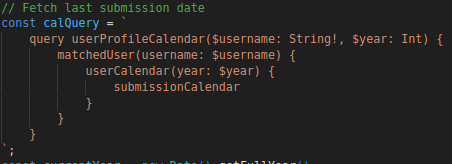 // Fetch last submission date
const calQuery = `
query userProfileCalendar($username: String!, $year: Int) {
matchedUser(username: $username) {
userCalendar(year: $year) {
submissionCalendar
}
}
}
`;
const currentYear = new Date().getFullYear()